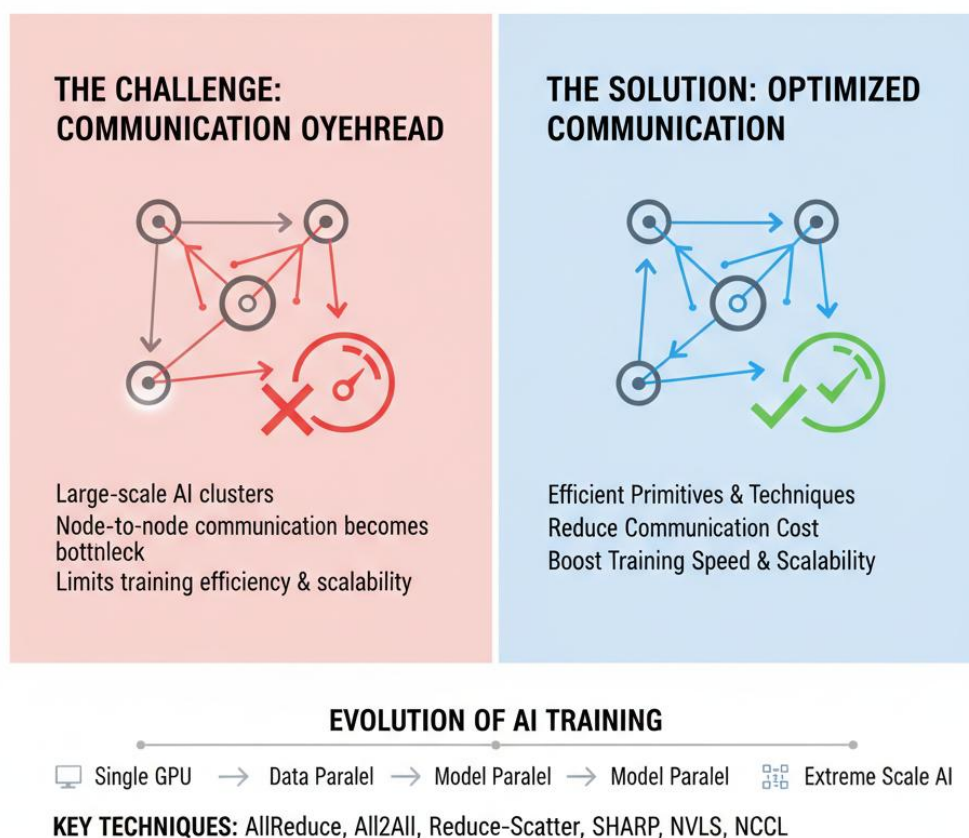 THE CHALLENGE:
COMMUNICATION OYEHREAD
Large-scale AI clusters
Node-to-node communication becomes
bottnleck
Limits training efficiency & scalability
THE SOLUTION: OPTIMIZED
COMMUNICATION
Efficient Primitives & Techniques
Reduce Communication Cost
Boost Training Speed & Scalability
EVOLUTION OF AI TRAINING
Single GPU → Data Paralel → Model Paralel → Model Paralel Extreme Scale AI
KEY TECHNIQUES: AllReduce, All2All, Reduce-Scatter, SHARP, NVLS, NCCL